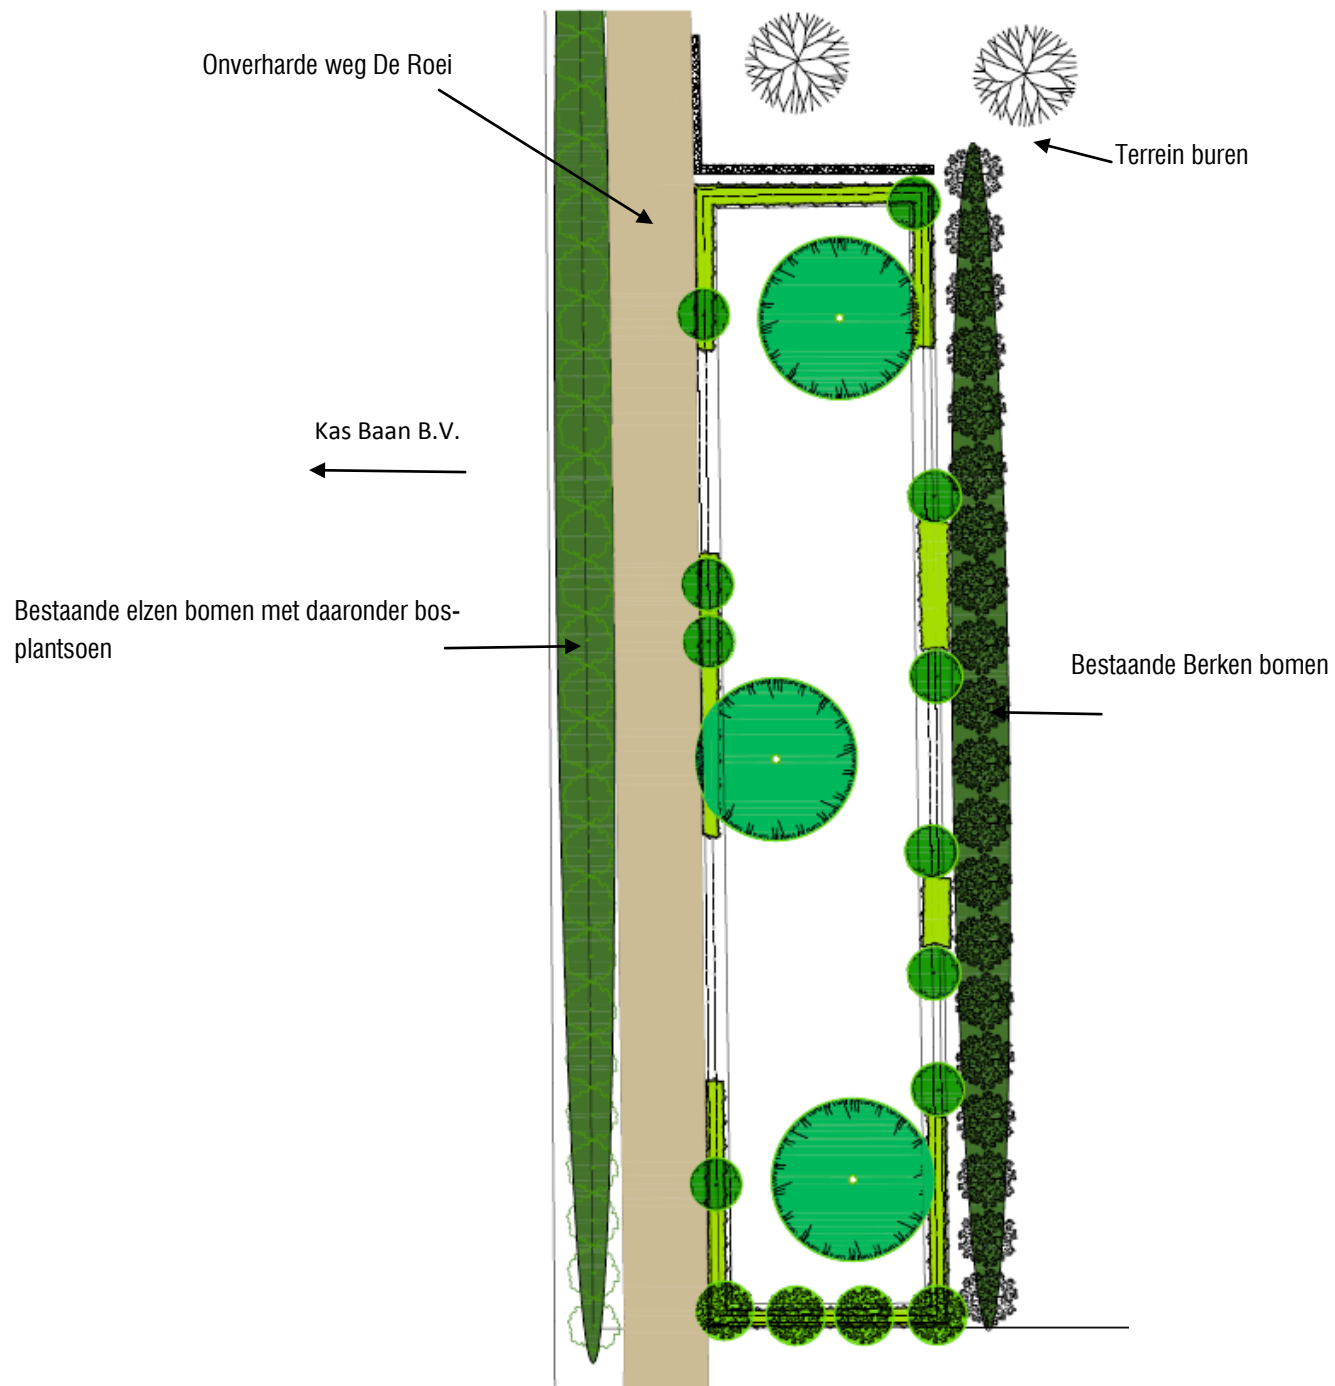 Onverharde weg De Roei
Terrein buren
Kas Baan B.V.
Bestaande elzen bomen met daaronder bos-
plantsoen
Bestaande Berken bomen